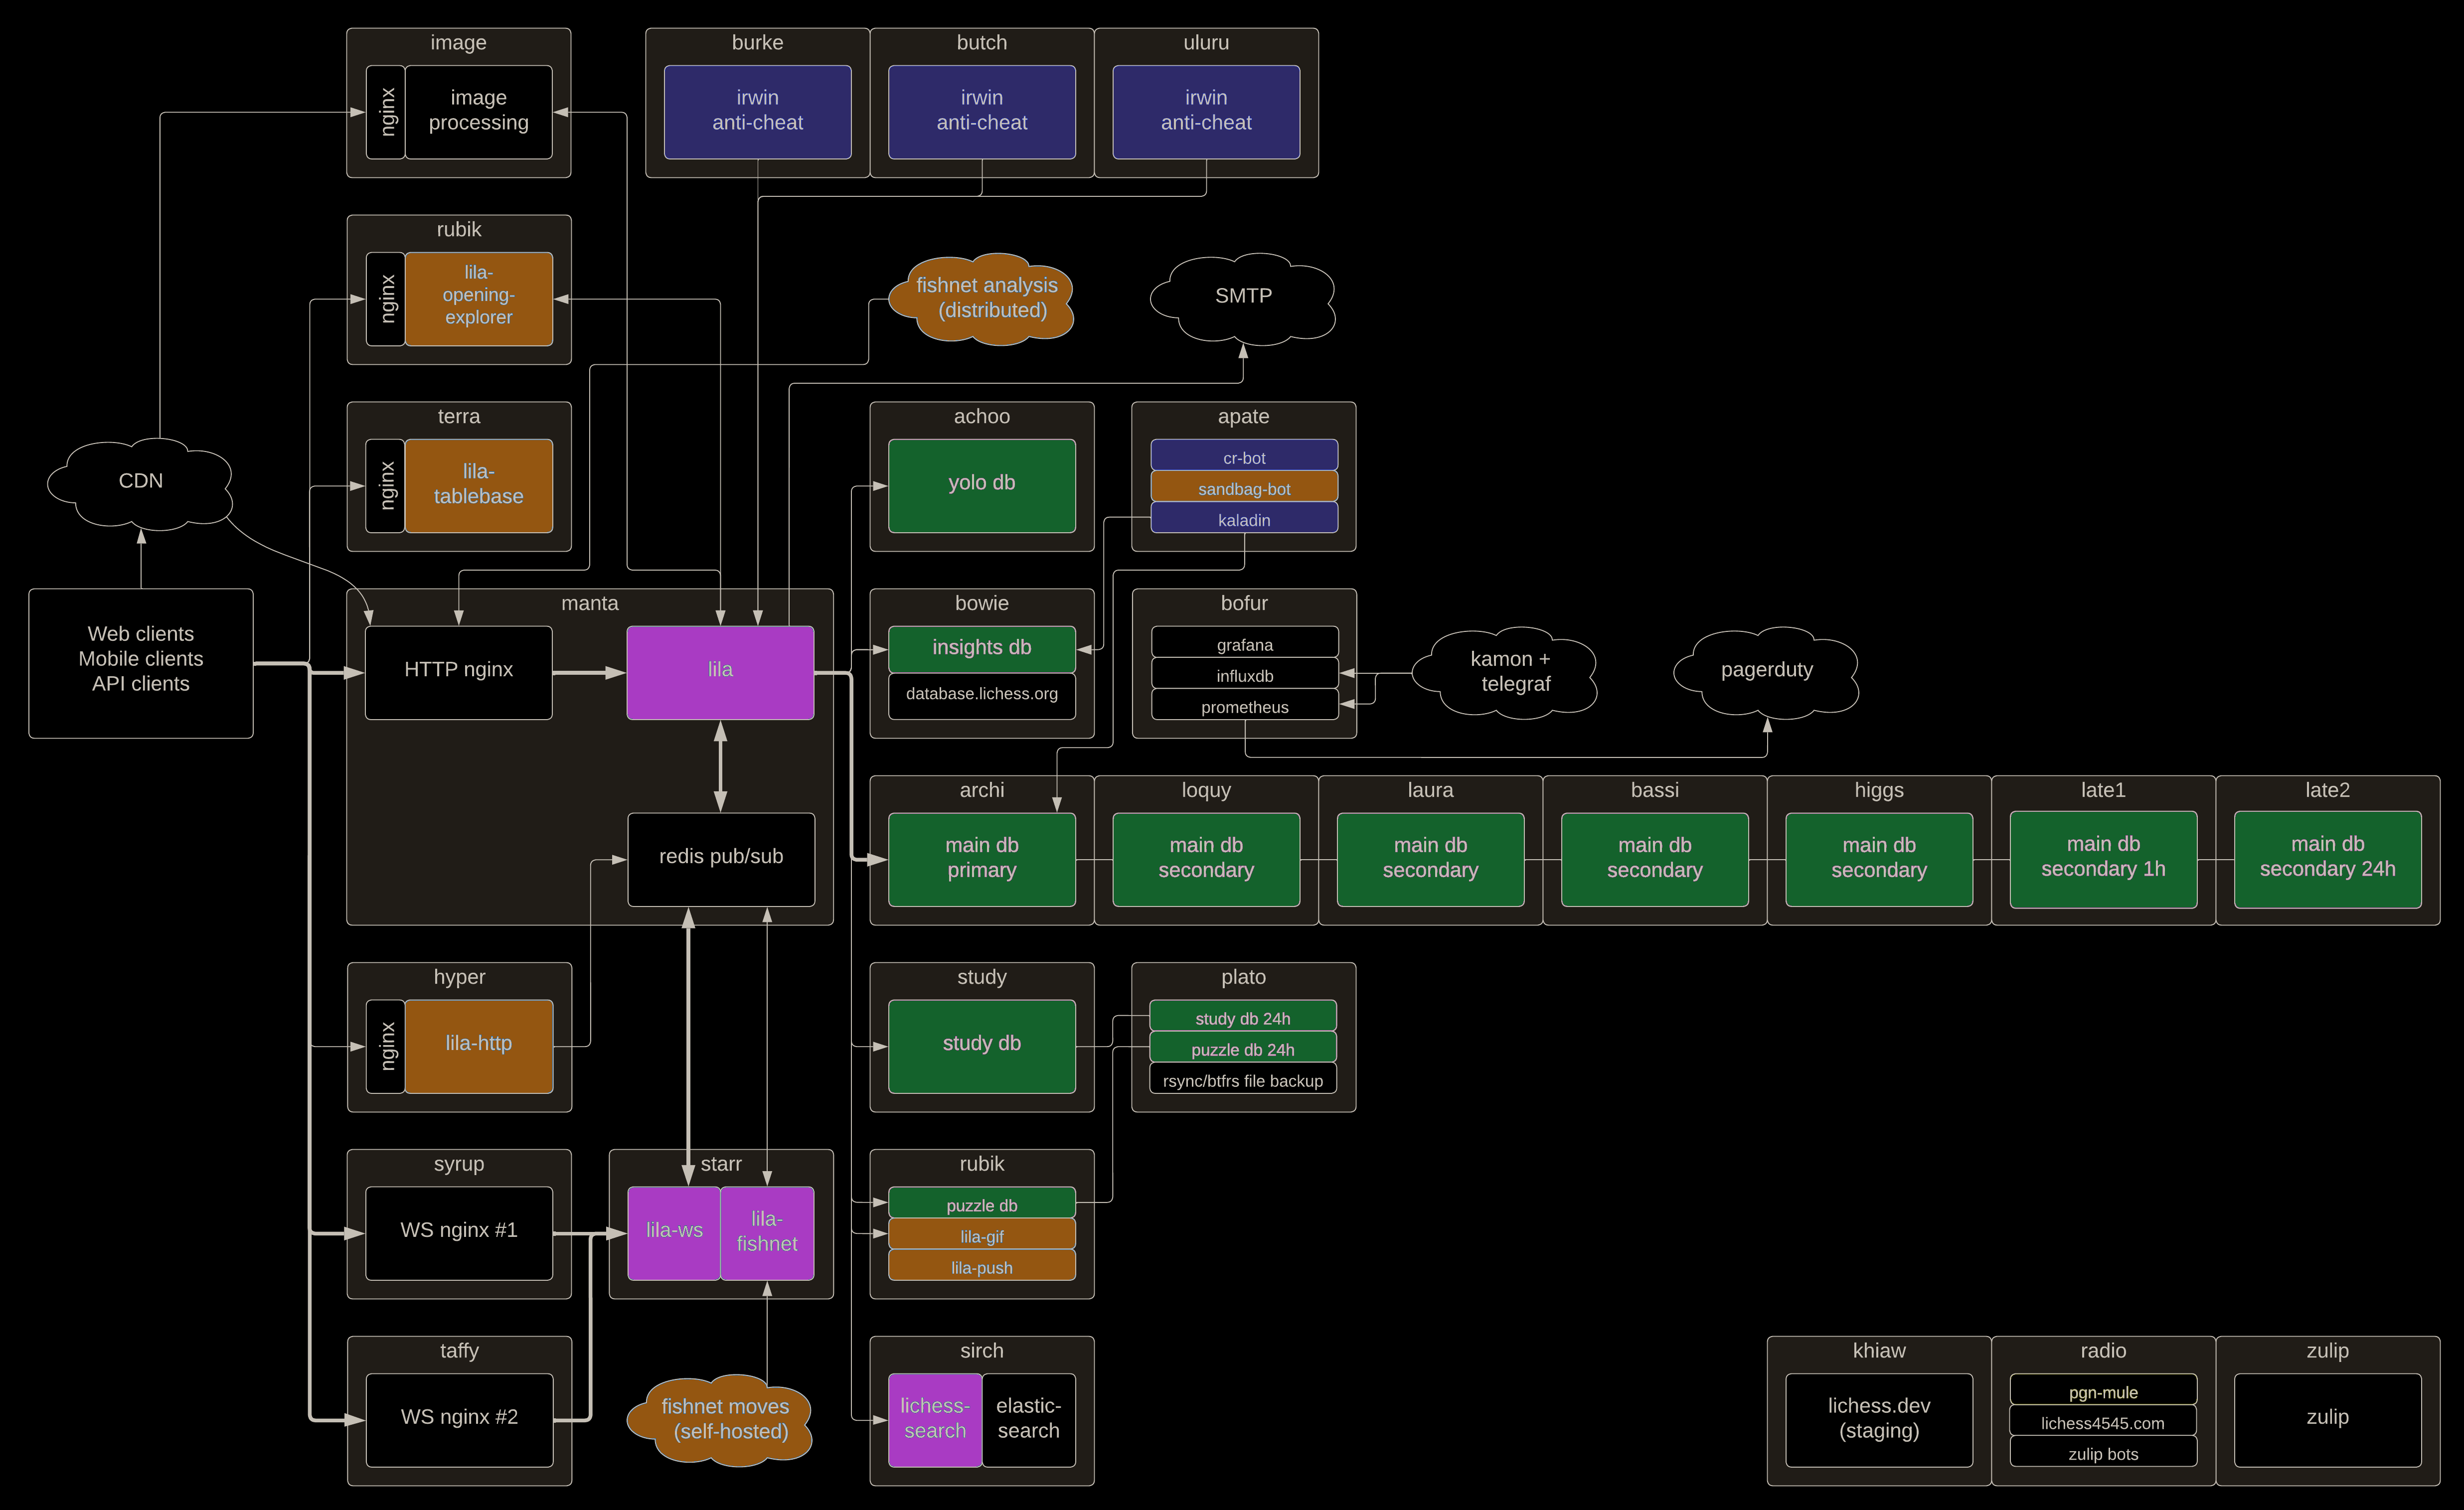 image
nginx
image
processing
burke
irwin
anti-cheat
butch
irwin
anti-cheat
uluru
irwin
anti-cheat
rubik
nginx
lila-
opening-
explorer
fishnet analysis
(distributed)
SMTP
terra
nginx
lila-
tablebase
CDN
achoo
yolo db
apate
cr-bot
sandbag-bot
kaladin
Web clients
Mobile clients
API clients
manta
HTTP nginx
lila
redis pub/sub
bowie
insights db
database.lichess.org
bofur
grafana
influxdb
prometheus
kamon +
telegraf
pagerduty
archi
main db
primary
loquy
main db
secondary
laura
main db
secondary
bassi
main db
secondary
higgs
main db
secondary
late1
main db
secondary 1h
late2
main db
secondary 24h
hyper
nginx
lila-http
study
study db
plato
study db 24h
puzzle db 24h
rsync/btfrs file backup
syrup
WS nginx #1
starr
lila-ws
lila-
fishnet
rubik
puzzle db
lila-gif
lila-push
taffy
WS nginx #2
fishnet moves
(self-hosted)
sirch
lichess-
search
elastic-
search
khiaw
lichess.dev
(staging)
radio
pgn-mule
lichess4545.com
zulip bots
zulip
zulip